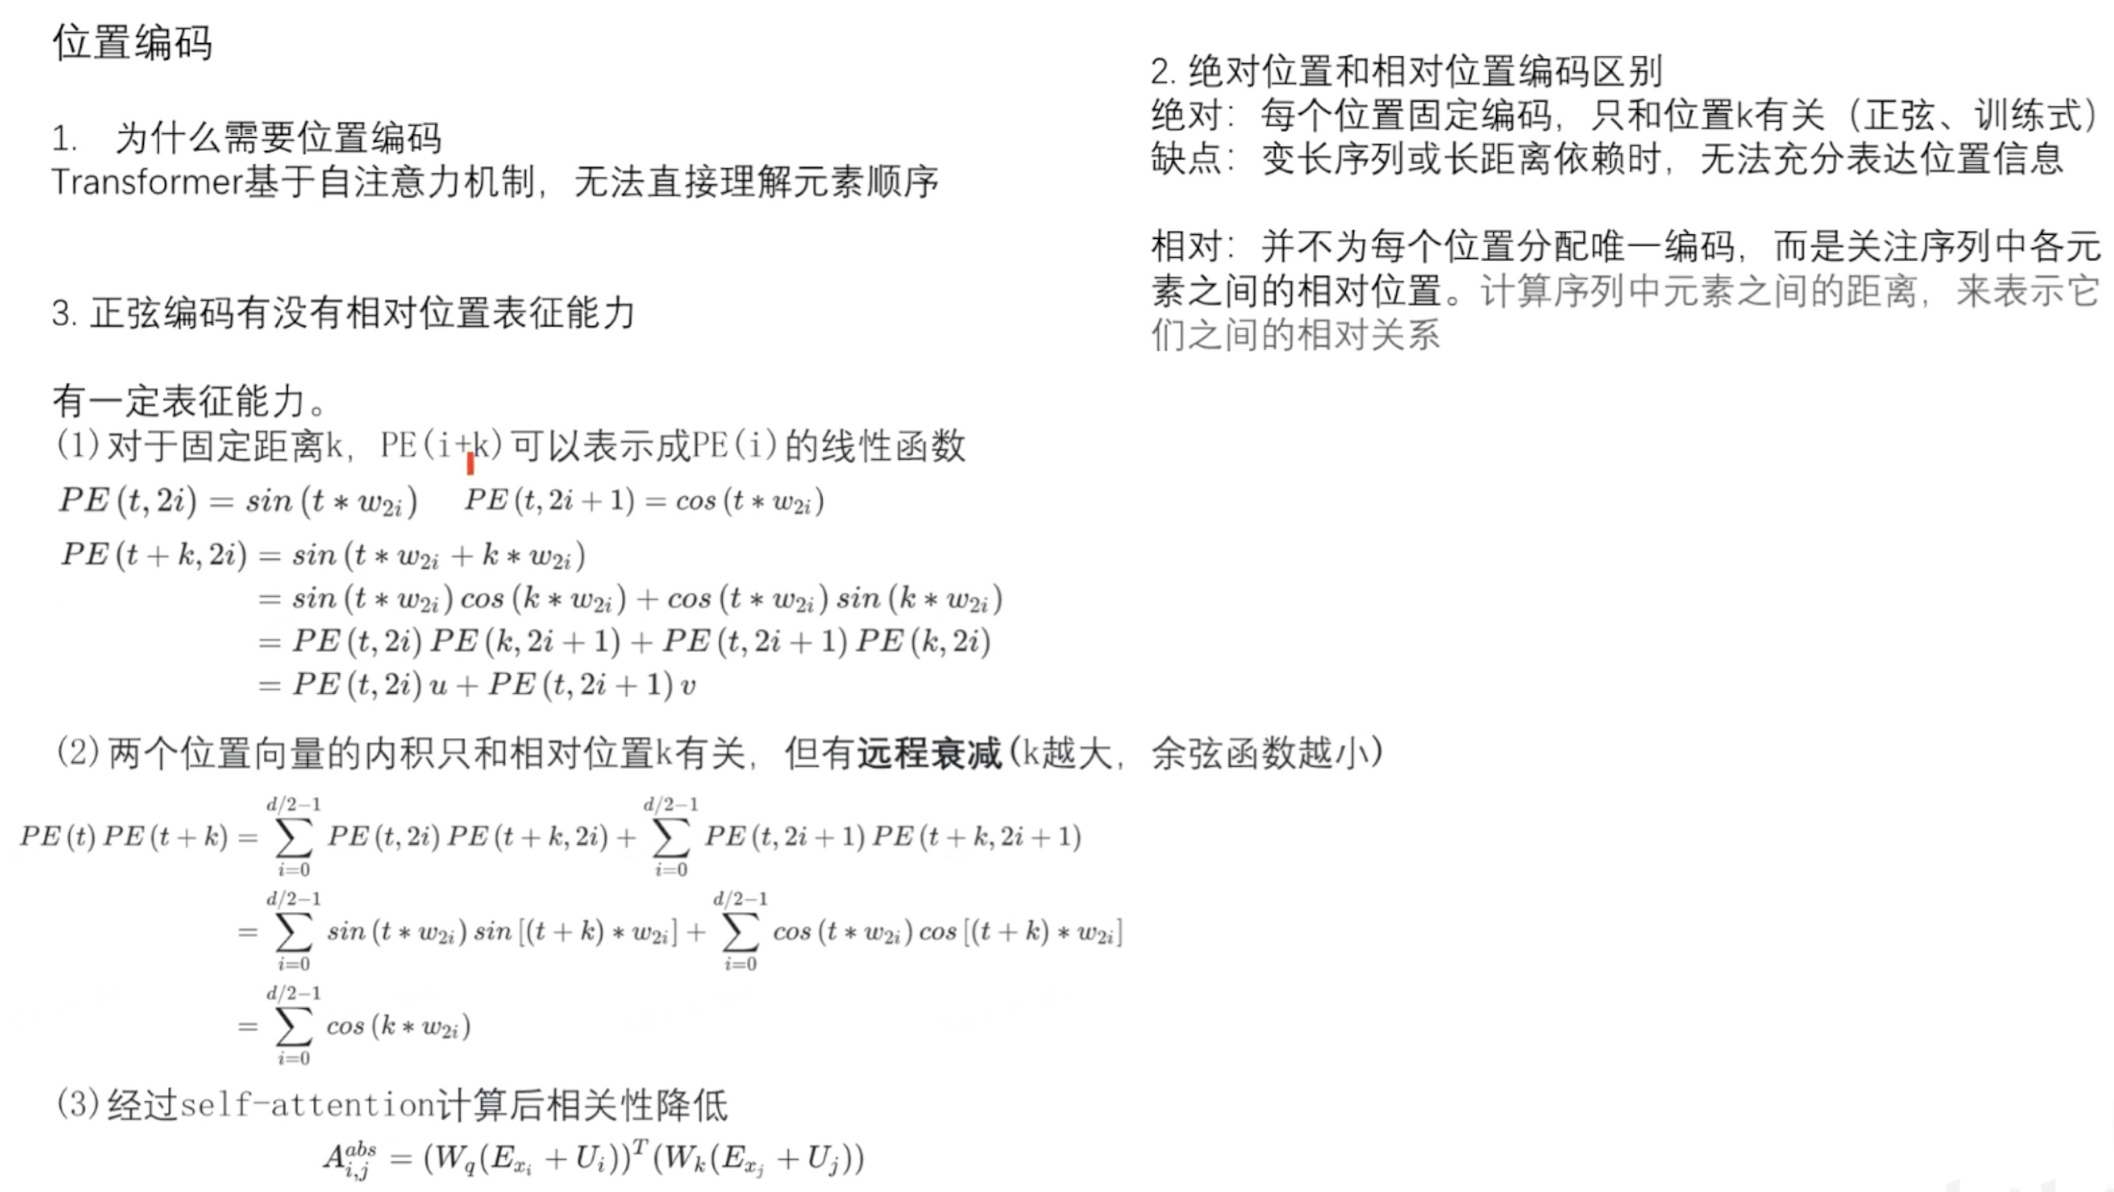 位置编码
1. 为什么需要位置编码
Transformer基于自注意力机制，无法直接理解元素顺序
2. 绝对位置和相对位置编码区别
绝对：每个位置固定编码，只和位置k有关（正弦、训练式）
缺点：变长序列或长距离依赖时，无法充分表达位置信息
相对：并不为每个位置分配唯一编码，而是关注序列中各元
素之间的相对位置。计算序列中元素之间的距离，来表示它
们之间的相对关系
3. 正弦编码有没有相对位置表征能力
有一定表征能力。
(1)对于固定距离k，PE(i+k)可以表示成PE(i)的线性函数
PE(t,2i) = sin(t*w_{2i})  PE(t,2i+1) = cos(t*w_{2i})
PE(t+k,2i) = sin(t*w_{2i} + k*w_{2i})
= sin(t*w_{2i})cos(k*w_{2i}) + cos(t*w_{2i})sin(k*w_{2i})
= PE(t,2i)PE(k,2i+1) + PE(t,2i+1)PE(k,2i)
= PE(t,2i)u + PE(t,2i+1)v
(2)两个位置向量的内积只和相对位置k有关，但有远程衰减(k越大，余弦函数越小)
PE(t)PE(t+k) = \sum_{i=0}^{d/2-1} PE(t,2i)PE(t+k,2i) + \sum_{i=0}^{d/2-1} PE(t,2i+1)PE(t+k,2i+1)
= \sum_{i=0}^{d/2-1} sin(t*w_{2i})sin[(t+k)*w_{2i}] + \sum_{i=0}^{d/2-1} cos(t*w_{2i})cos[(t+k)*w_{2i}]
= \sum_{i=0}^{d/2-1} cos(k*w_{2i})
(3)经过self-attention计算后相关性降低
A_{i,j}^{abs} = (W_q(E_{x_i} + U_i))^T(W_k(E_{x_j} + U_j))